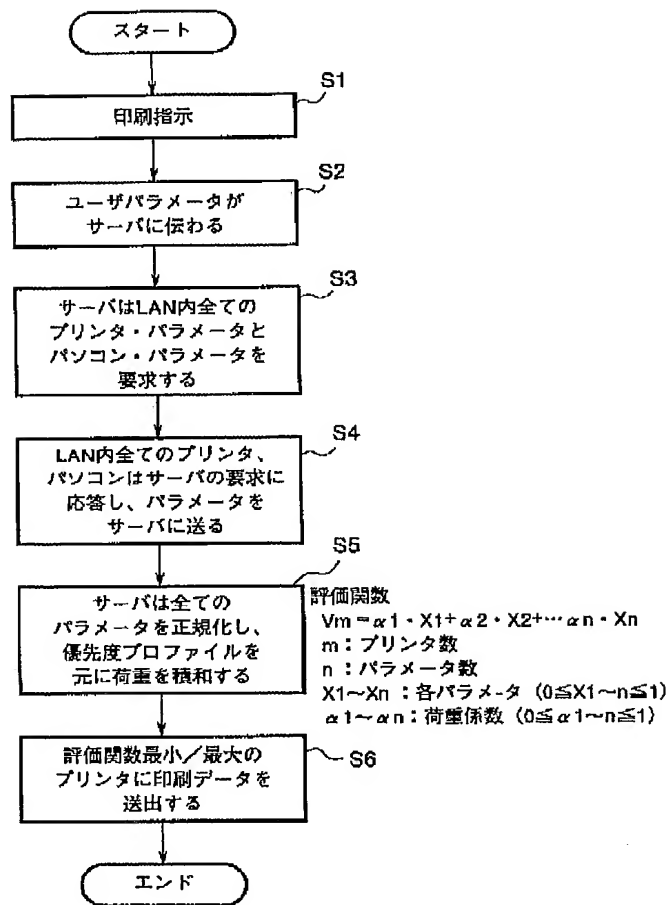 スタート
S1
印刷指示
S2
ユーザパラメータが
サーバに伝わる
S3
サーバはLAN内全ての
プリンタ・パラメータと
パソコン・パラメータを
要求する
S4
LAN内全てのプリンタ、
パソコンはサーバの要求に
応答し、パラメータを
サーバに送る
S5
サーバは全ての
パラメータを正規化し、
優先度プロファイルを
元に荷重を積和する
評価関数
Vm=α1・X1+α2・X2+…αn・Xn
m:プリンタ数
n:パラメータ数
X1~Xn:各パラメータ(0≦X1~n≦1)
α1~αn:荷重係数(0≦α1~n≦1)
S6
評価関数最小/最大の
プリンタに印刷データを
送出する
エンド